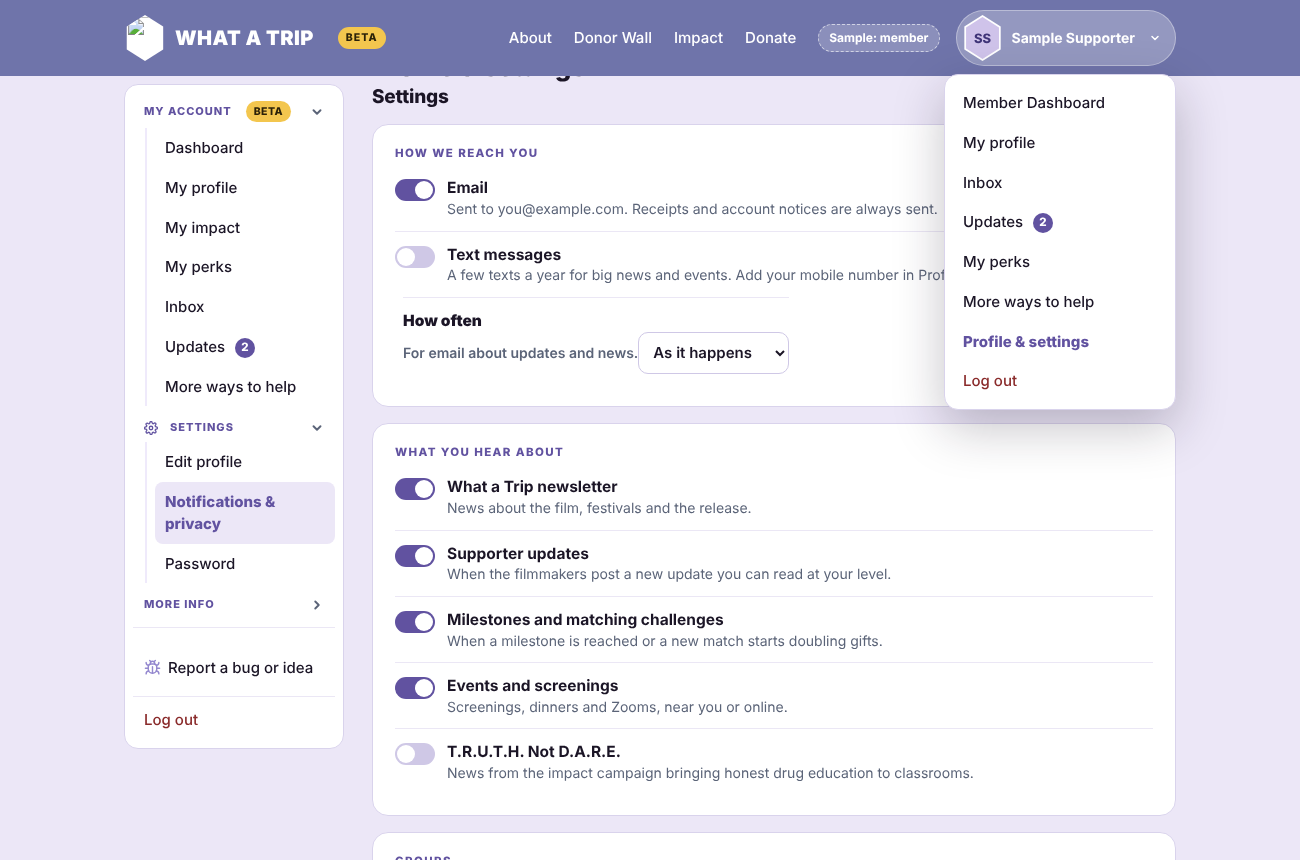 WHAT A TRIP BETA
About Donor Wall Impact Donate
Sample: member
SS Sample Supporter
MY ACCOUNT BETA
Dashboard
My profile
My impact
My perks
Inbox
Updates 2
More ways to help
SETTINGS
Edit profile
Notifications &
privacy
Password
MORE INFO
Report a bug or idea
Log out
Settings
HOW WE REACH YOU
Email
Sent to you@example.com. Receipts and account notices are always sent.
Text messages
A few texts a year for big news and events. Add your mobile number in
How often
For email about updates and news. As it happens
Member Dashboard
My profile
Inbox
Updates 2
My perks
More ways to help
Profile & settings
Log out
WHAT YOU HEAR ABOUT
What a Trip newsletter
News about the film, festivals and the release.
Supporter updates
When the filmmakers post a new update you can read at your level.
Milestones and matching challenges
When a milestone is reached or a new match starts doubling gifts.
Events and screenings
Screenings, dinners and Zooms, near you or online.
T.R.U.T.H. Not D.A.R.E.
News from the impact campaign bringing honest drug education to classrooms.